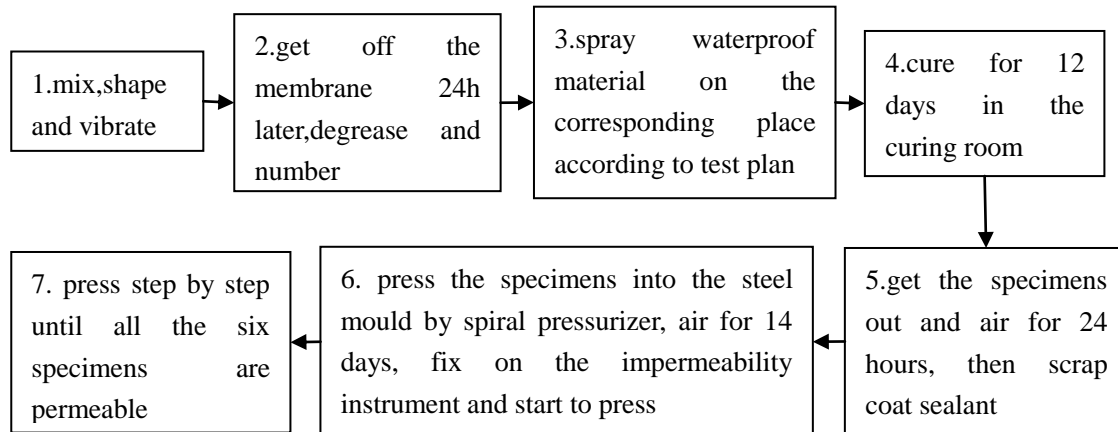 1.mix,shape
and vibrate
2.get off the
membrane 24h
later,degrease and
number
3.spray waterproof
material on the
corresponding place
according to test plan
4.cure for 12
days in the
curing room
5.get the specimens
out and air for 24
hours, then scrap
coat sealant
6. press the specimens into the steel
mould by spiral pressurizer, air for 14
days, fix on the impermeability
instrument and start to press
7. press step by step
until all the six
specimens are
permeable